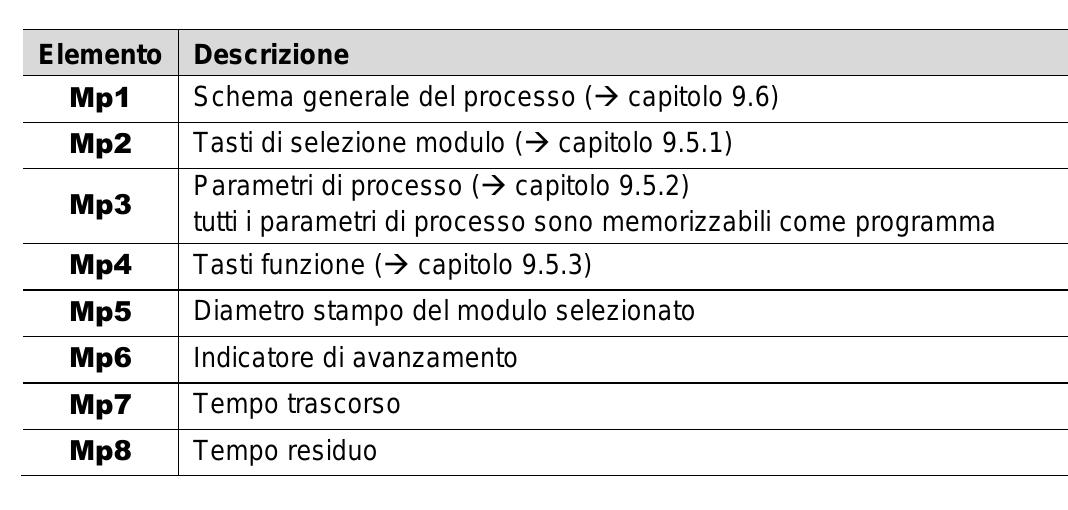 Elemento Descrizione
Mp1 Schema generale del processo (→ capitolo 9.6)
Mp2 Tasti di selezione modulo (→ capitolo 9.5.1)
Mp3 Parametri di processo (→ capitolo 9.5.2)
tutti i parametri di processo sono memorizzabili come programma
Mp4 Tasti funzione (→ capitolo 9.5.3)
Mp5 Diametro stampo del modulo selezionato
Mp6 Indicatore di avanzamento
Mp7 Tempo trascorso
Mp8 Tempo residuo